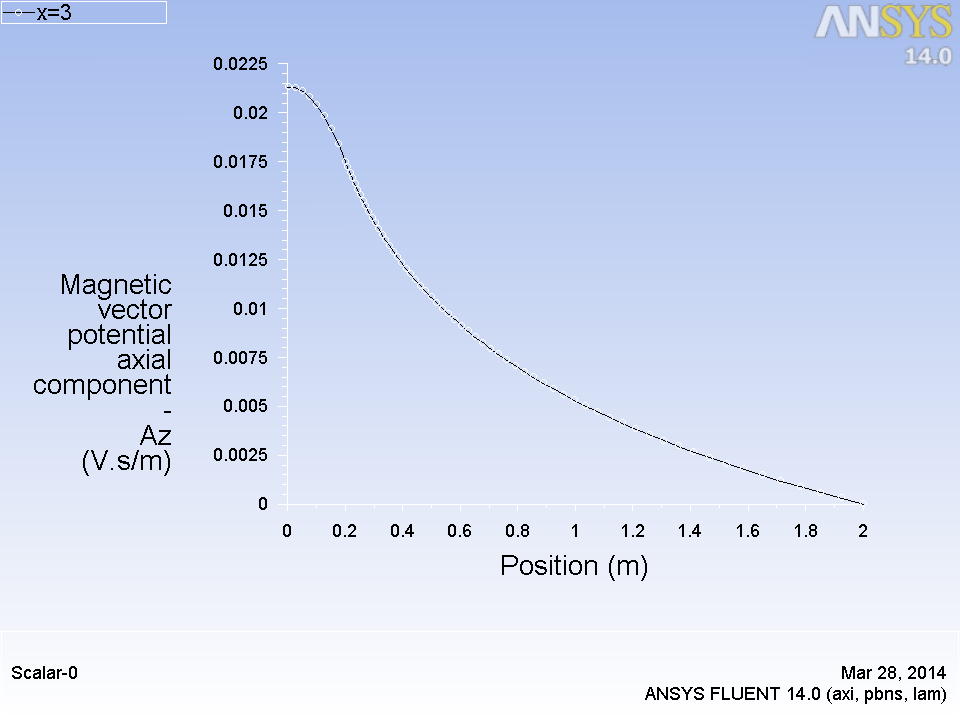 x=3
ANSYS
14.0
0.0225
0.02
0.0175
0.015
0.0125
0.01
0.0075
0.005
0.0025
0
Magnetic
vector
potential
axial
component
-
Az
(V.s/m)
0 0.2 0.4 0.6 0.8 1 1.2 1.4 1.6 1.8 2
Position (m)
Scalar-0
Mar 28, 2014
ANSYS FLUENT 14.0 (axi, pbns, lam)